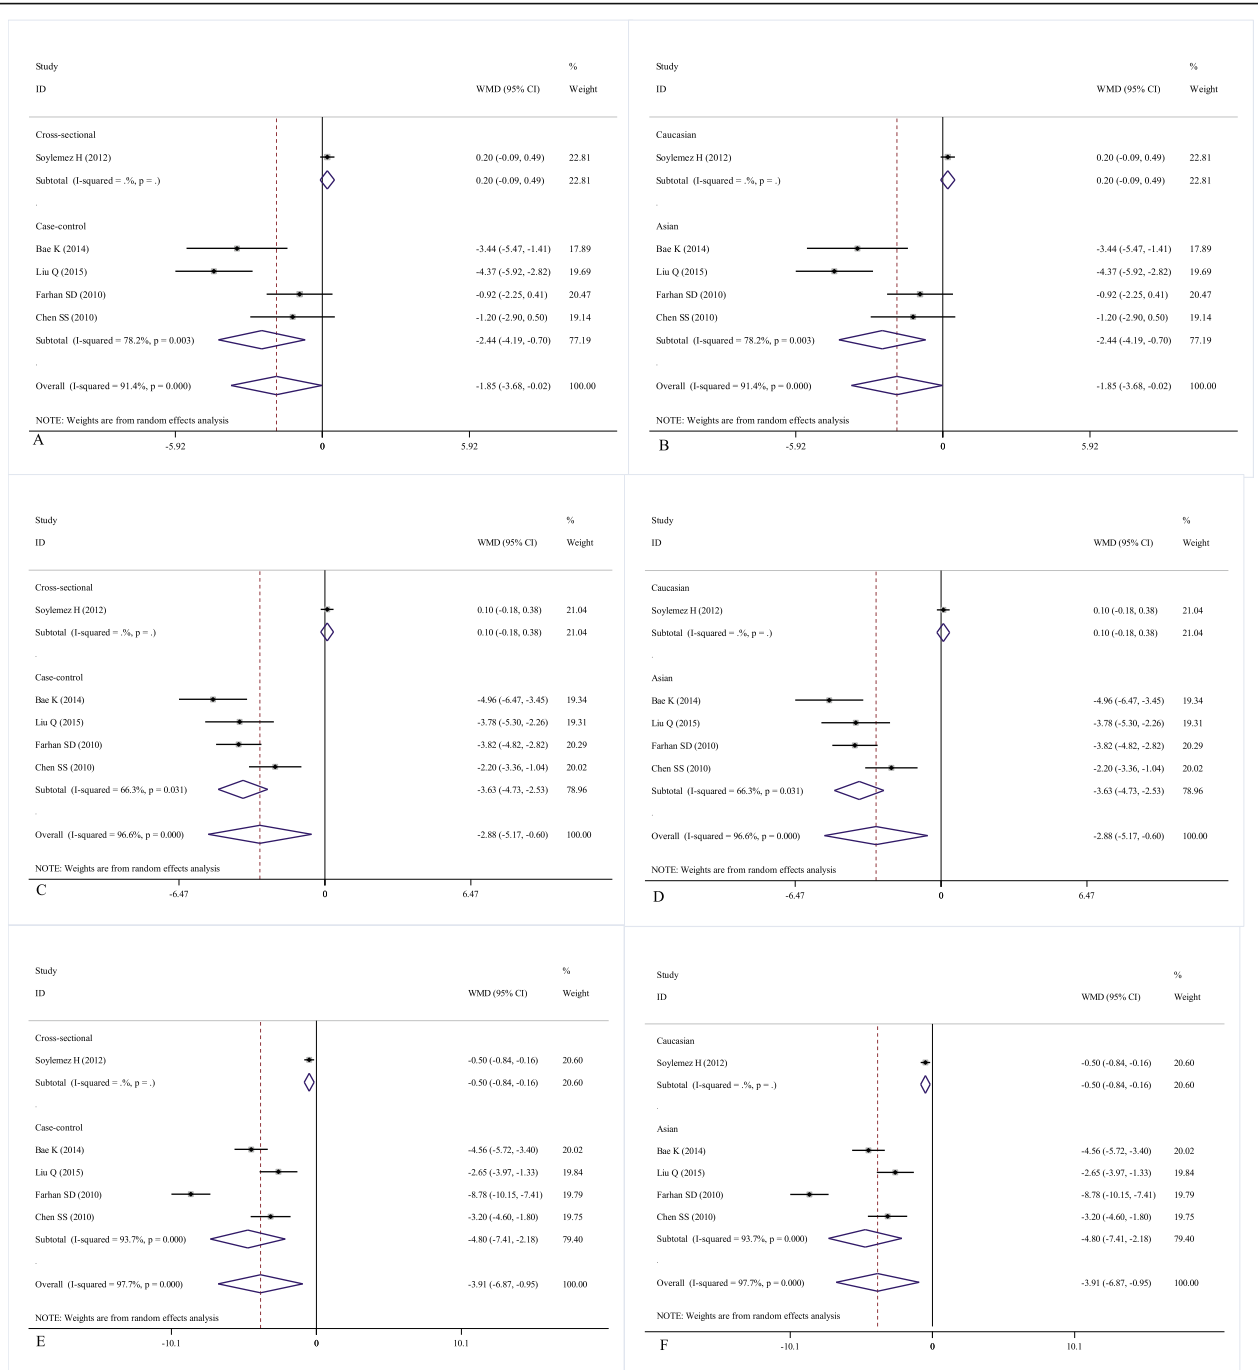 Study %
ID WMD (95% CI) Weight
Cross-sectional
Soylemez H (2012) 0.20 (-0.09, 0.49) 22.81
Subtotal (I-squared = .%, p = .) 0.20 (-0.09, 0.49) 22.81
.
Case-control
Bae K (2014) -3.44 (-5.47, -1.41) 17.89
Liu Q (2015) -4.37 (-5.92, -2.82) 19.69
Farhan SD (2010) -0.92 (-2.25, 0.41) 20.47
Chen SS (2010) -1.20 (-2.90, 0.50) 19.14
Subtotal (I-squared = 78.2%, p = 0.003) -2.44 (-4.19, -0.70) 77.19
.
Overall (I-squared = 91.4%, p = 0.000) -1.85 (-3.68, -0.02) 100.00
NOTE: Weights are from random effects analysis
A
-5.92 0 5.92
Study %
ID WMD (95% CI) Weight
Caucasian
Soylemez H (2012) 0.20 (-0.09, 0.49) 22.81
Subtotal (I-squared = .%, p = .) 0.20 (-0.09, 0.49) 22.81
.
Asian
Bae K (2014) -3.44 (-5.47, -1.41) 17.89
Liu Q (2015) -4.37 (-5.92, -2.82) 19.69
Farhan SD (2010) -0.92 (-2.25, 0.41) 20.47
Chen SS (2010) -1.20 (-2.90, 0.50) 19.14
Subtotal (I-squared = 78.2%, p = 0.003) -2.44 (-4.19, -0.70) 77.19
.
Overall (I-squared = 91.4%, p = 0.000) -1.85 (-3.68, -0.02) 100.00
NOTE: Weights are from random effects analysis
B
-5.92 0 5.92
Study %
ID WMD (95% CI) Weight
Cross-sectional
Soylemez H (2012) 0.10 (-0.18, 0.38) 21.04
Subtotal (I-squared = .%, p = .) 0.10 (-0.18, 0.38) 21.04
.
Case-control
Bae K (2014) -4.96 (-6.47, -3.45) 19.34
Liu Q (2015) -3.78 (-5.30, -2.26) 19.31
Farhan SD (2010) -3.82 (-4.82, -2.82) 20.29
Chen SS (2010) -2.20 (-3.36, -1.04) 20.02
Subtotal (I-squared = 66.3%, p = 0.031) -3.63 (-4.73, -2.53) 78.96
.
Overall (I-squared = 96.6%, p = 0.000) -2.88 (-5.17, -0.60) 100.00
NOTE: Weights are from random effects analysis
C
-6.47 0 6.47
Study %
ID WMD (95% CI) Weight
Caucasian
Soylemez H (2012) 0.10 (-0.18, 0.38) 21.04
Subtotal (I-squared = .%, p = .) 0.10 (-0.18, 0.38) 21.04
.
Asian
Bae K (2014) -4.96 (-6.47, -3.45) 19.34
Liu Q (2015) -3.78 (-5.30, -2.26) 19.31
Farhan SD (2010) -3.82 (-4.82, -2.82) 20.29
Chen SS (2010) -2.20 (-3.36, -1.04) 20.02
Subtotal (I-squared = 66.3%, p = 0.031) -3.63 (-4.73, -2.53) 78.96
.
Overall (I-squared = 96.6%, p = 0.000) -2.88 (-5.17, -0.60) 100.00
NOTE: Weights are from random effects analysis
D
-6.47 0 6.47
Study %
ID WMD (95% CI) Weight
Cross-sectional
Soylemez H (2012) -0.50 (-0.84, -0.16) 20.60
Subtotal (I-squared = .%, p = .) -0.50 (-0.84, -0.16) 20.60
.
Case-control
Bae K (2014) -4.56 (-5.72, -3.40) 20.02
Liu Q (2015) -2.65 (-3.97, -1.33) 19.84
Farhan SD (2010) -8.78 (-10.15, -7.41) 19.79
Chen SS (2010) -3.20 (-4.60, -1.80) 19.75
Subtotal (I-squared = 93.7%, p = 0.000) -4.80 (-7.41, -2.18) 79.40
.
Overall (I-squared = 97.7%, p = 0.000) -3.91 (-6.87, -0.95) 100.00
NOTE: Weights are from random effects analysis
E
-10.1 0 10.1
Study %
ID WMD (95% CI) Weight
Caucasian
Soylemez H (2012) -0.50 (-0.84, -0.16) 20.60
Subtotal (I-squared = .%, p = .) -0.50 (-0.84, -0.16) 20.60
.
Asian
Bae K (2014) -4.56 (-5.72, -3.40) 20.02
Liu Q (2015) -2.65 (-3.97, -1.33) 19.84
Farhan SD (2010) -8.78 (-10.15, -7.41) 19.79
Chen SS (2010) -3.20 (-4.60, -1.80) 19.75
Subtotal (I-squared = 93.7%, p = 0.000) -4.80 (-7.41, -2.18) 79.40
.
Overall (I-squared = 97.7%, p = 0.000) -3.91 (-6.87, -0.95) 100.00
NOTE: Weights are from random effects analysis
F
-10.1 0 10.1